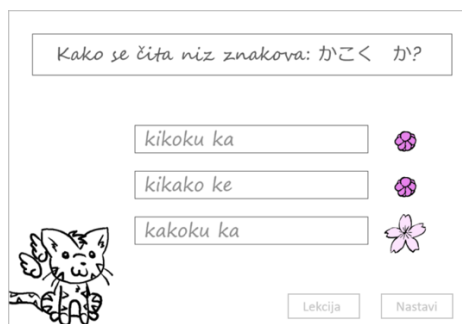 Kako se čita niz znakova: かこく か?
kikoku ka
kikako ke
kakoku ka
Lekcija
Nastavi